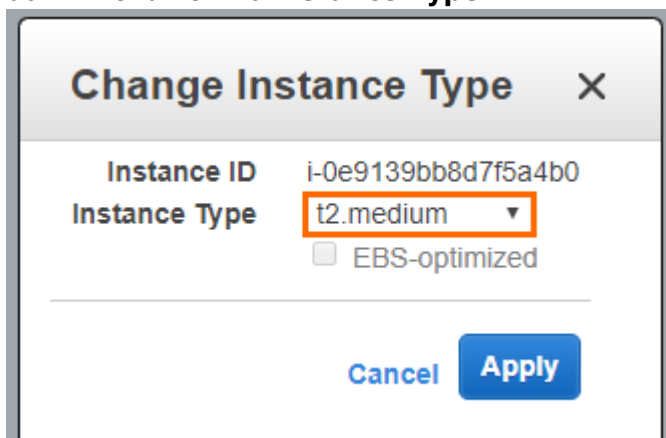 Change Instance Type ×
Instance ID i-0e9139bb8d7f5a4b0
Instance Type t2.medium
EBS-optimized
Cancel Apply